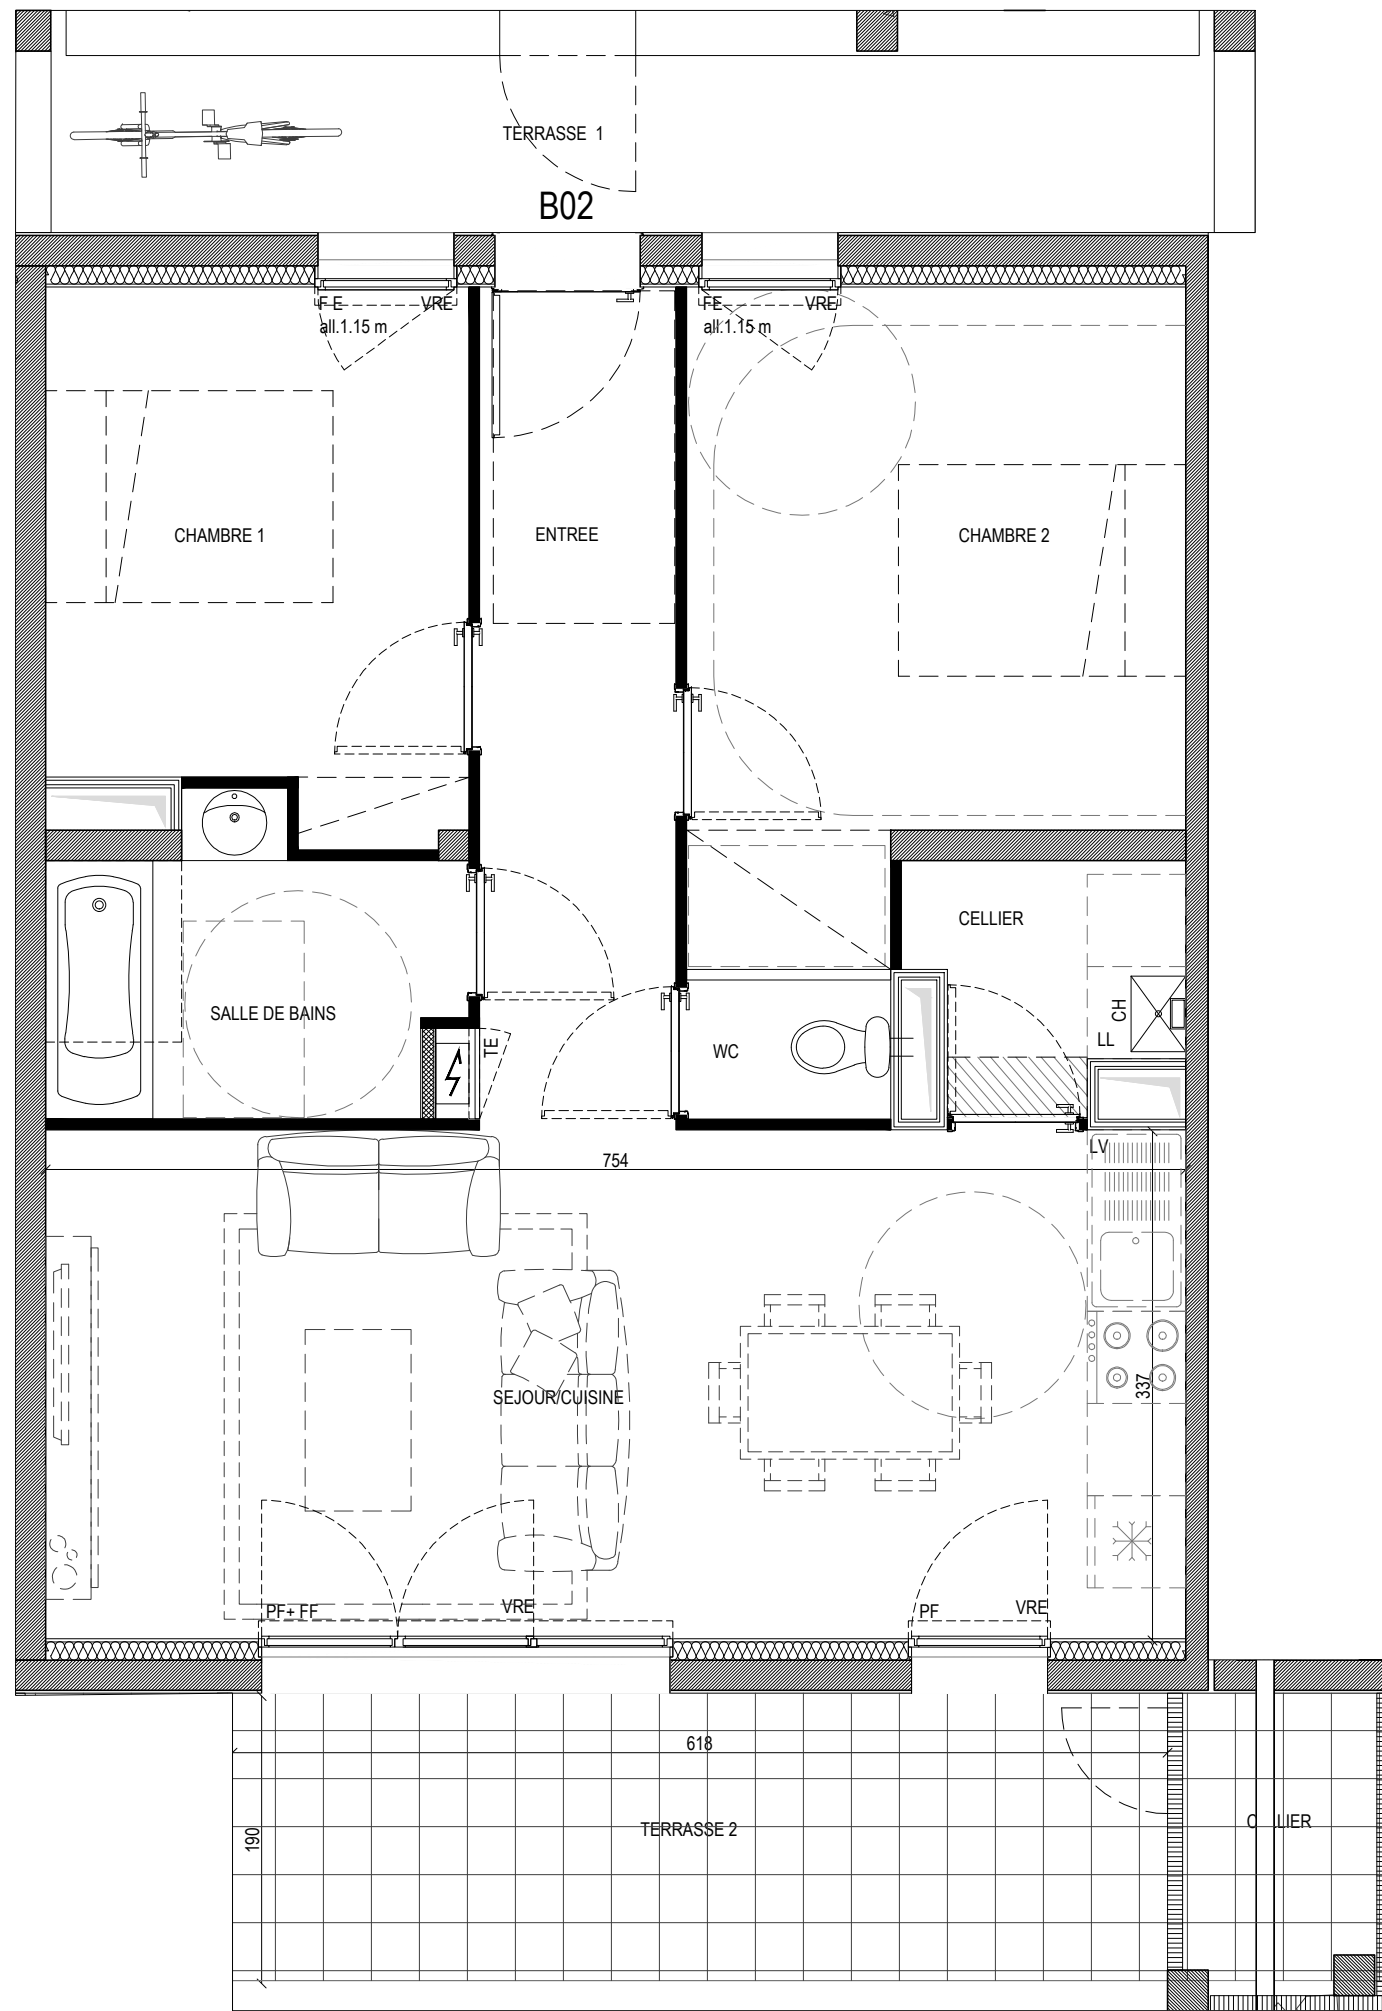 TERRASSE 1
B02
F E VRE
all.1.15 m
FE VRE
all.1.15 m
CHAMBRE 1
ENTREE
CHAMBRE 2
CELLIER
SALLE DE BAINS
TE
WC
CH
LL
LV
754
SEJOUR/CUISINE
337
PF+ FF VRE
PF VRE
618
190
TERRASSE 2
C LIER